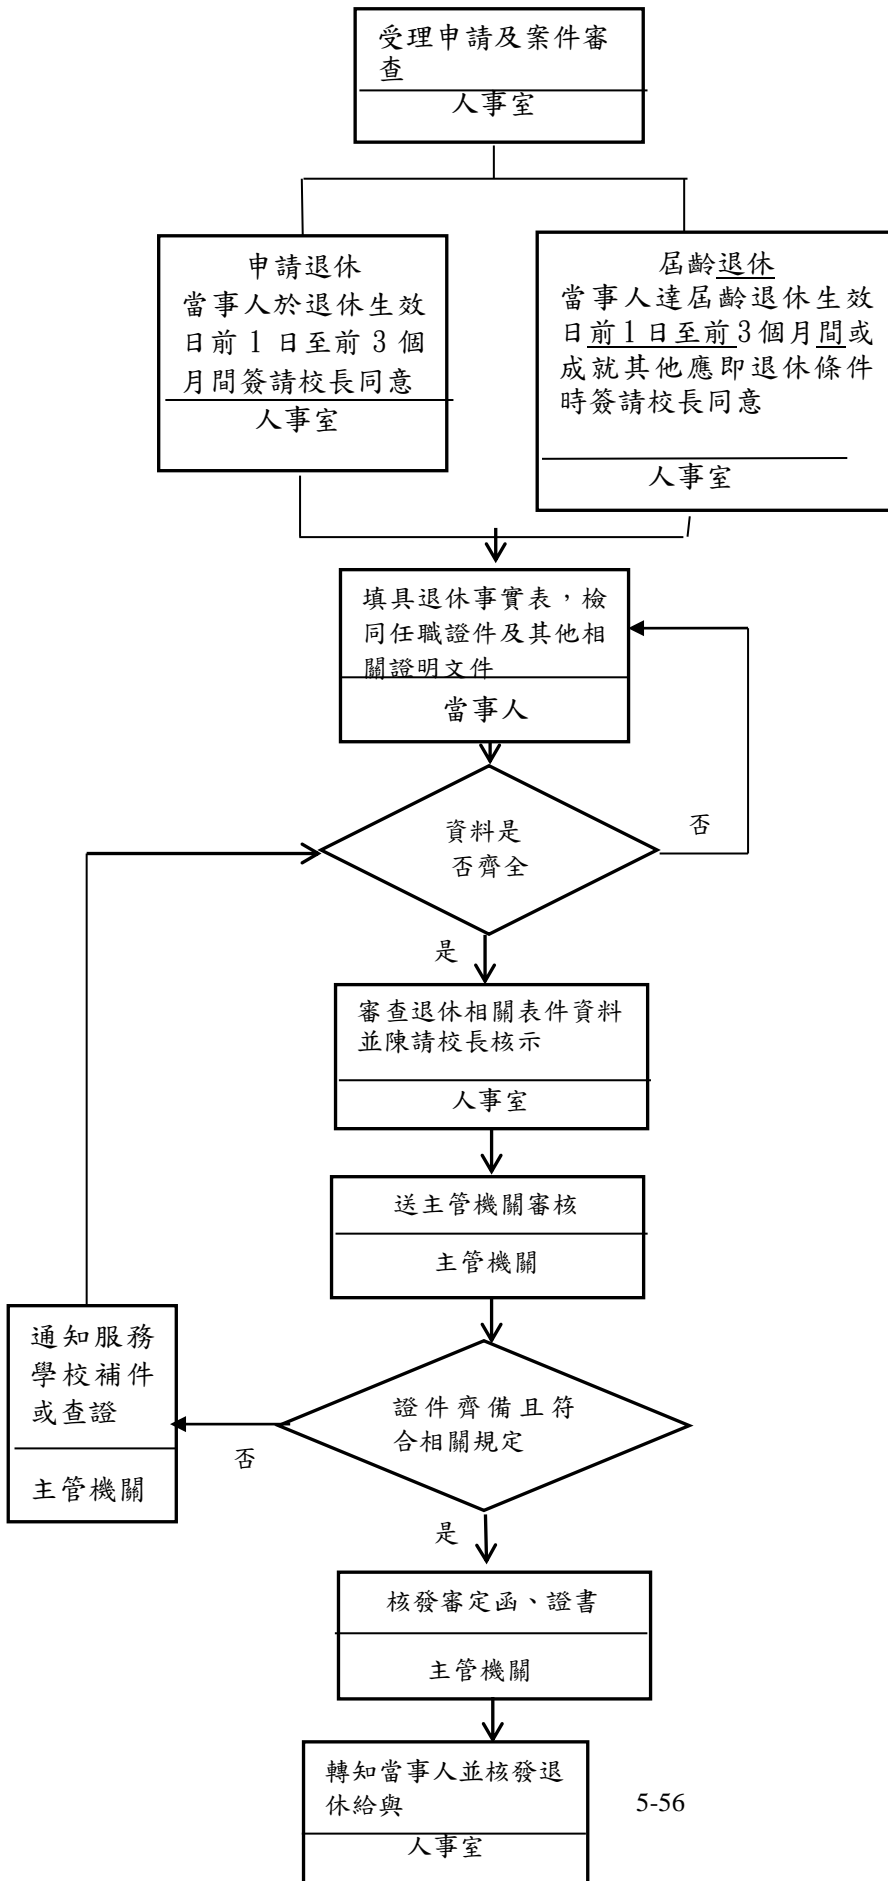 受理申請及案件審
查
人事室
申請退休
當事人於退休生效
日前1日至前3個
月間簽請校長同意
人事室
屆齡退休
當事人達屆齡退休生效
日前1日至前3個月間或
成就其他應即退休條件
時簽請校長同意
人事室
填具退休事實表，檢
同任職證件及其他相
關證明文件
當事人
資料是
否齊全
否
是
審查退休相關表件資料
並陳請校長核示
人事室
送主管機關審核
主管機關
通知服務
學校補件
或查證
主管機關
證件齊備且符
合相關規定
否
是
核發審定函、證書
主管機關
轉知當事人並核發退
休給與
人事室
5-56